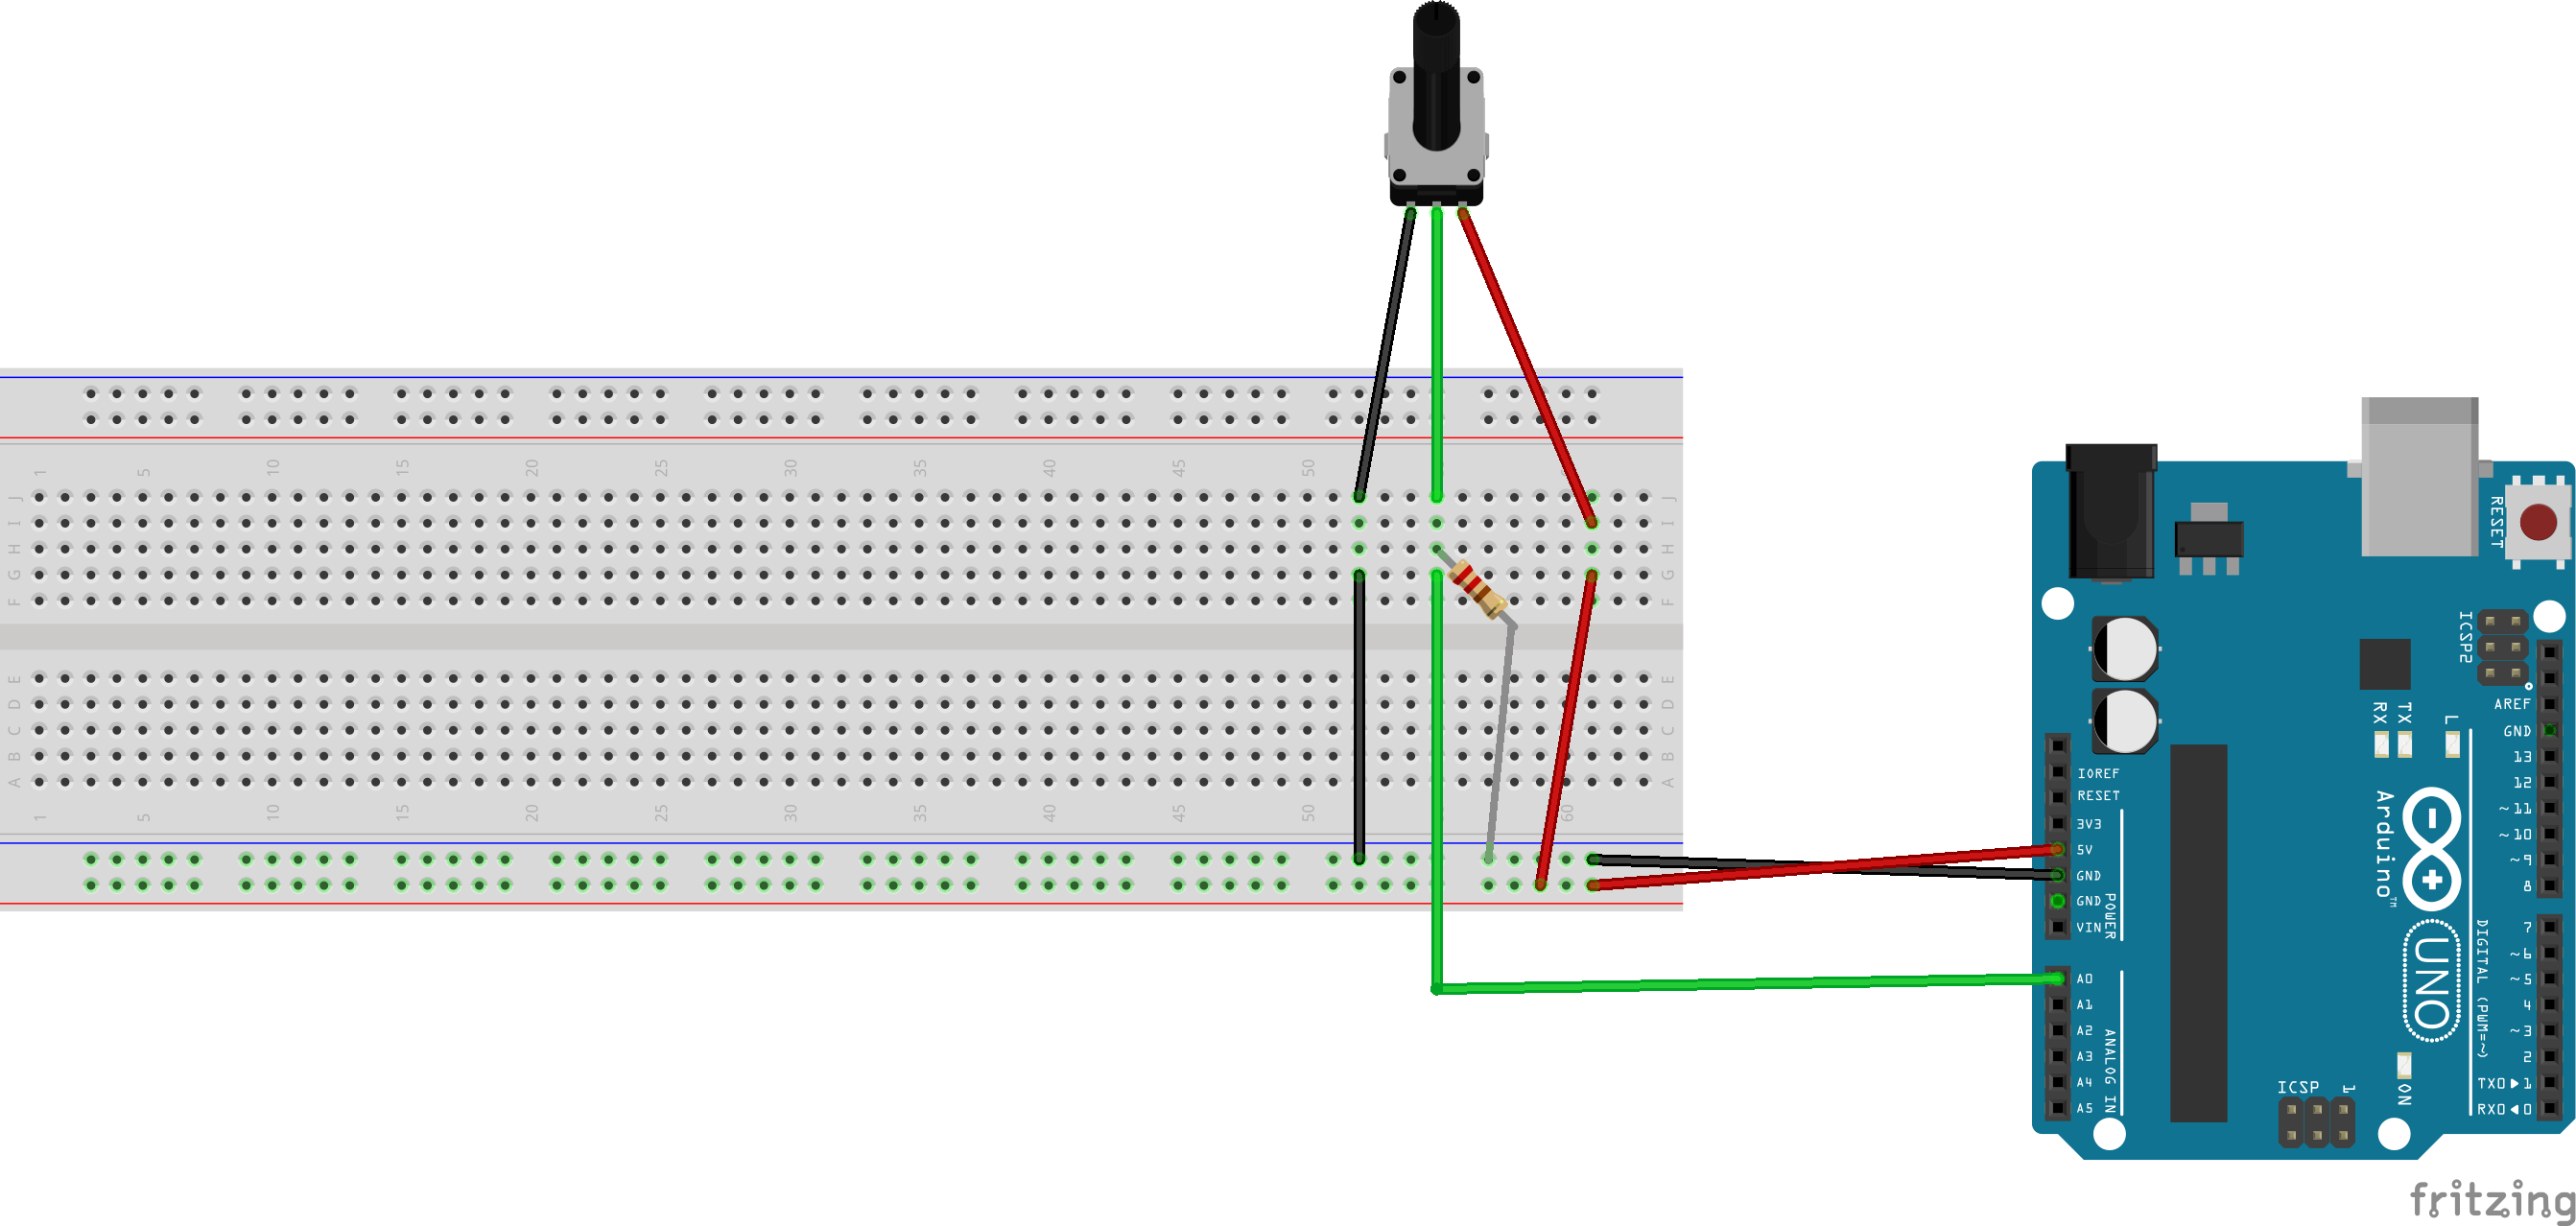 1 5 10 15 20 25 30 35 40 45 50
J J
I I
H H
G G
F F
E E
D D
C C
B B
A A
1 5 10 15 20 25 30 35 40 45 50 60
RESET
ICSP2
AREF
GND
13
12
~11
~10
~9
8
7
~6
~5
4
~3
2
TX0▶1
RX0◀0
DIGITAL (PWM=~)
RX
TX
L
Arduino™
UNO
IOREF
RESET
3V3
5V
GND
GND
VIN
POWER
A0
A1
A2
A3
A4
A5
ANALOG IN
ICSP 1
ON
fritzing